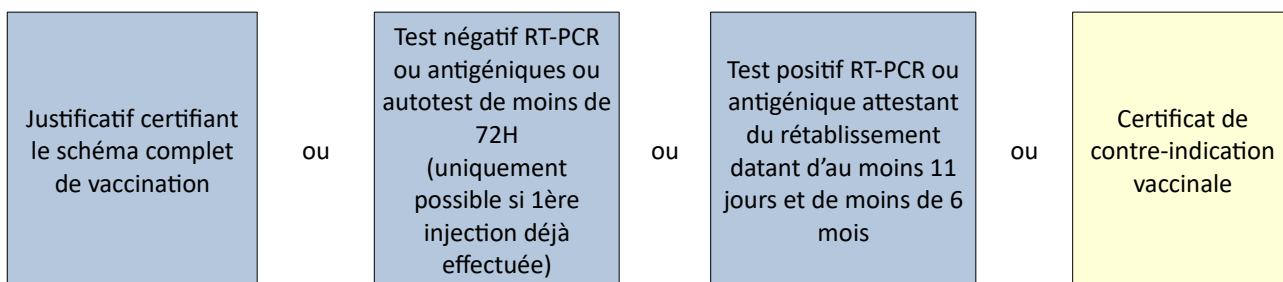 Justificatif certifiant
le schéma complet
de vaccination
ou
Test négatif RT-PCR
ou antigéniques ou
autotest de moins de
72H
(uniquement
possible si 1ère
injection déjà
effectuée)
ou
Test positif RT-PCR ou
antigénique attestant
du rétablissement
datant d’au moins 11
jours et de moins de 6
mois
ou
Certificat de
contre-indication
vaccinale